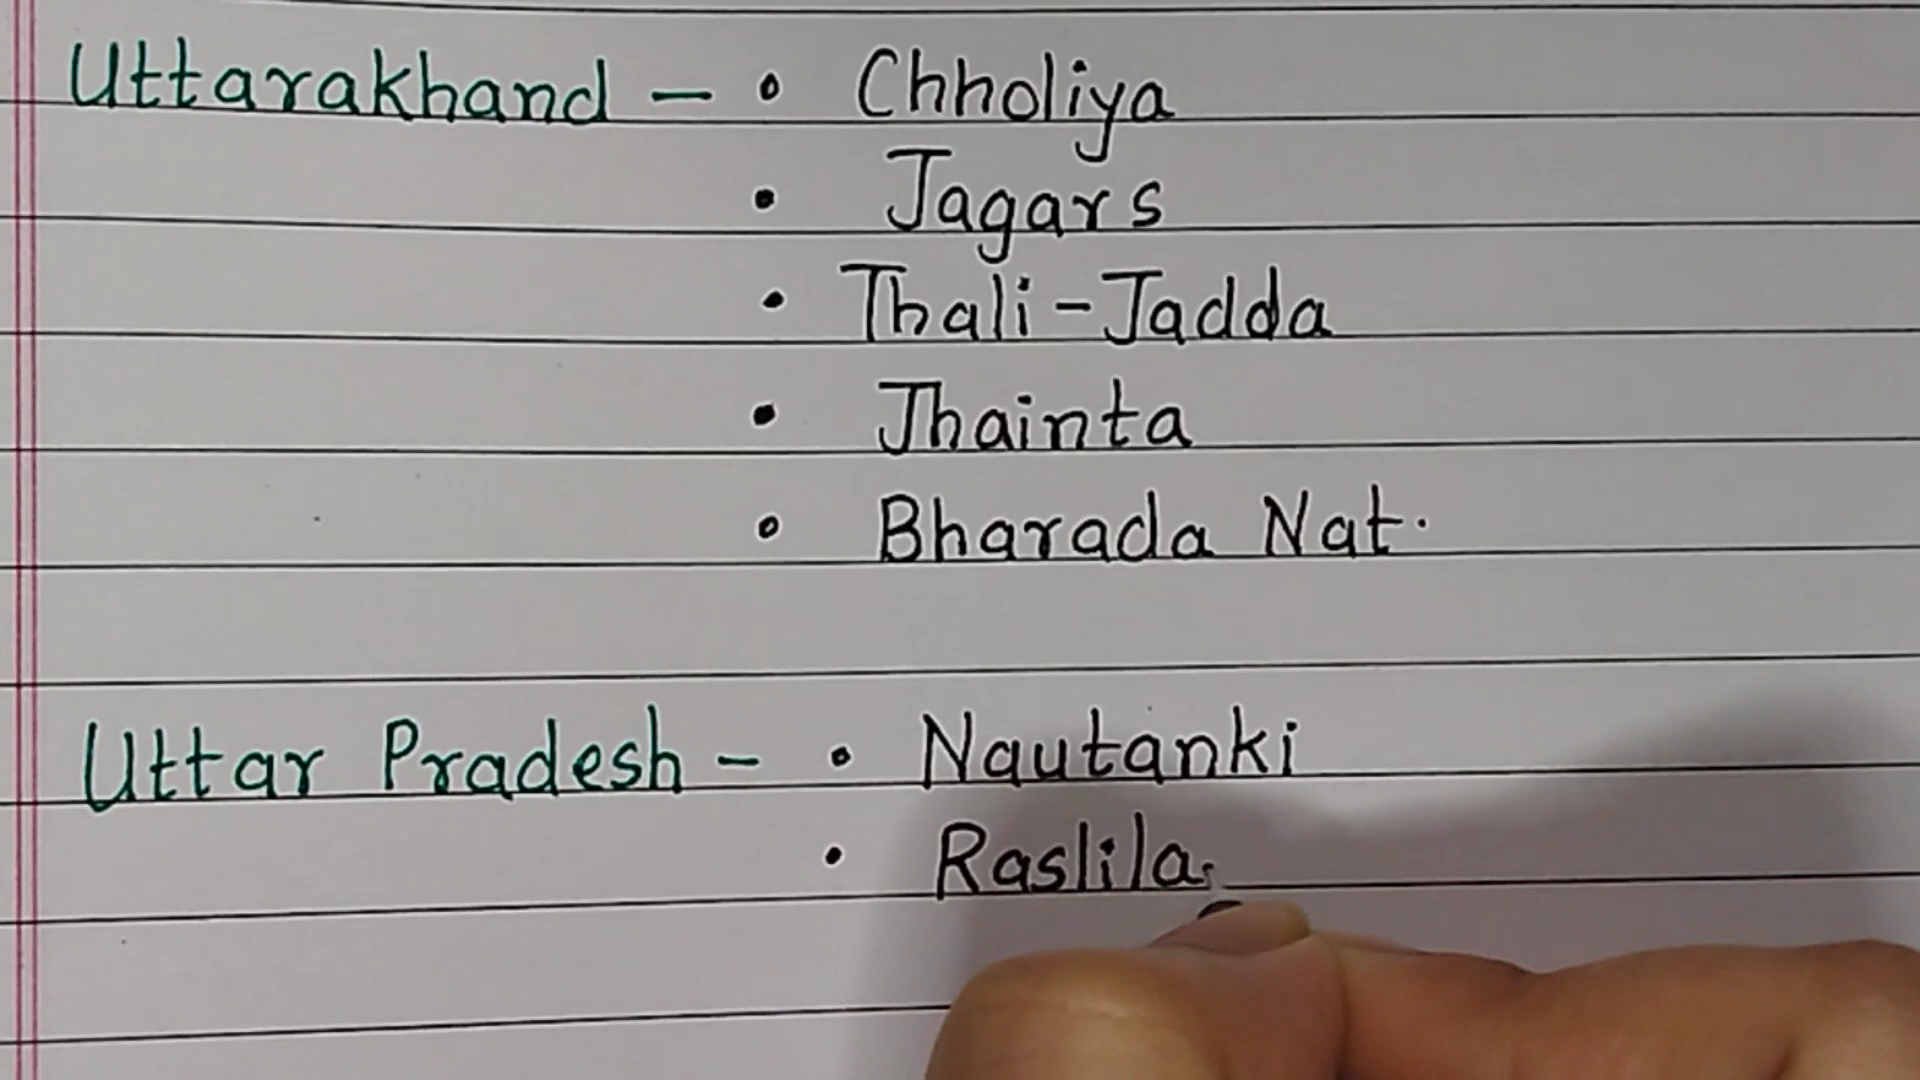 Uttarakhand - • Chholiya
• Jagars
• Thali-Jadda
• Jhainta
• Bharada Nat.
Uttar Pradesh - • Nautanki
• Raslila.